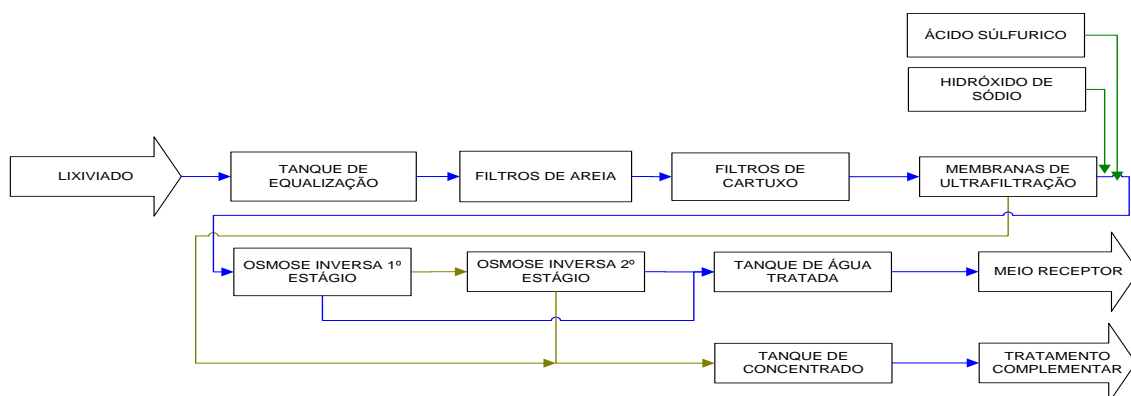 ÁCIDO SÚLFURICO
HIDRÓXIDO DE
SÓDIO
LIXIVIADO
TANQUE DE
EQUALIZAÇÃO
FILTROS DE AREIA
FILTROS DE
CARTUXO
MEMBRANAS DE
ULTRAFILTRAÇÃO
OSMOSE INVERSA 1º
ESTÁGIO
OSMOSE INVERSA 2º
ESTÁGIO
TANQUE DE ÁGUA
TRATADA
MEIO RECEPTOR
TANQUE DE
CONCENTRADO
TRATAMENTO
COMPLEMENTAR